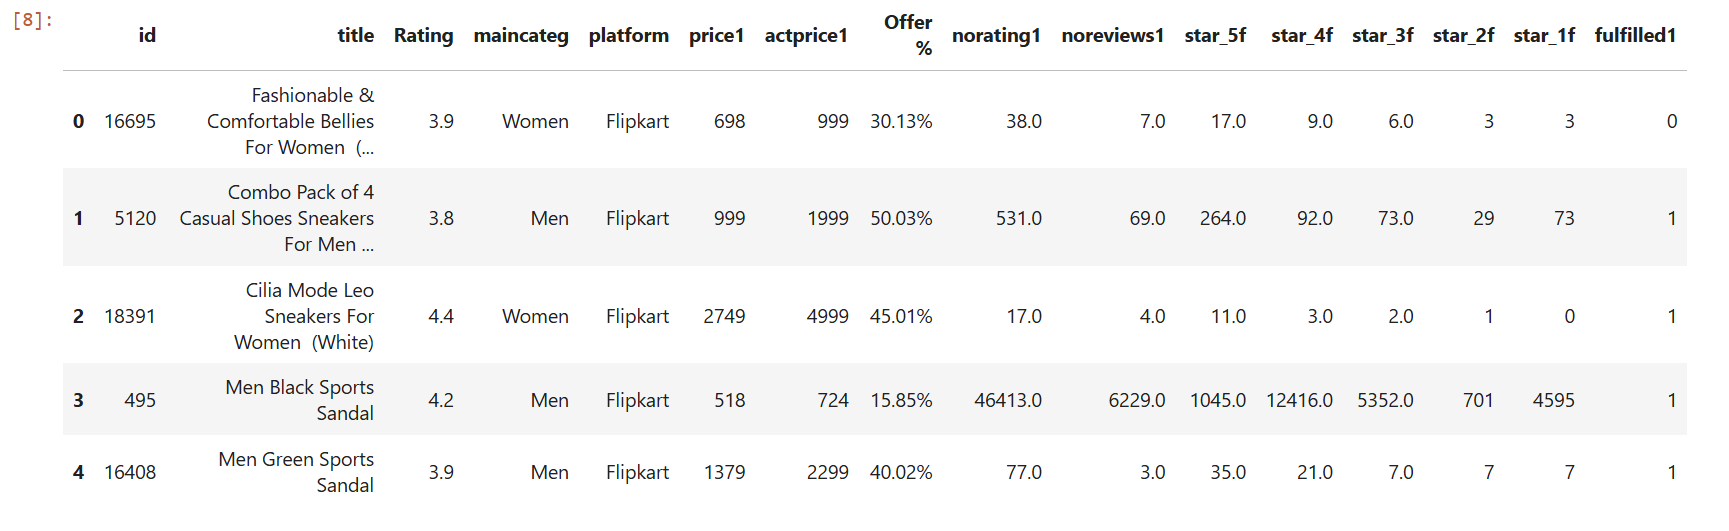 [8]:
id title Rating maincateg platform price1 actprice1 Offer % norating1 noreviews1 star_5f star_4f star_3f star_2f star_1f fulfilled1
0 16695 Fashionable & Comfortable Bellies For Women (... 3.9 Women Flipkart 698 999 30.13% 38.0 7.0 17.0 9.0 6.0 3 3 0
1 5120 Combo Pack of 4 Casual Shoes Sneakers For Men ... 3.8 Men Flipkart 999 1999 50.03% 531.0 69.0 264.0 92.0 73.0 29 73 1
2 18391 Cilia Mode Leo Sneakers For Women (White) 4.4 Women Flipkart 2749 4999 45.01% 17.0 4.0 11.0 3.0 2.0 1 0 1
3 495 Men Black Sports Sandal 4.2 Men Flipkart 518 724 15.85% 46413.0 6229.0 1045.0 12416.0 5352.0 701 4595 1
4 16408 Men Green Sports Sandal 3.9 Men Flipkart 1379 2299 40.02% 77.0 3.0 35.0 21.0 7.0 7 7 1